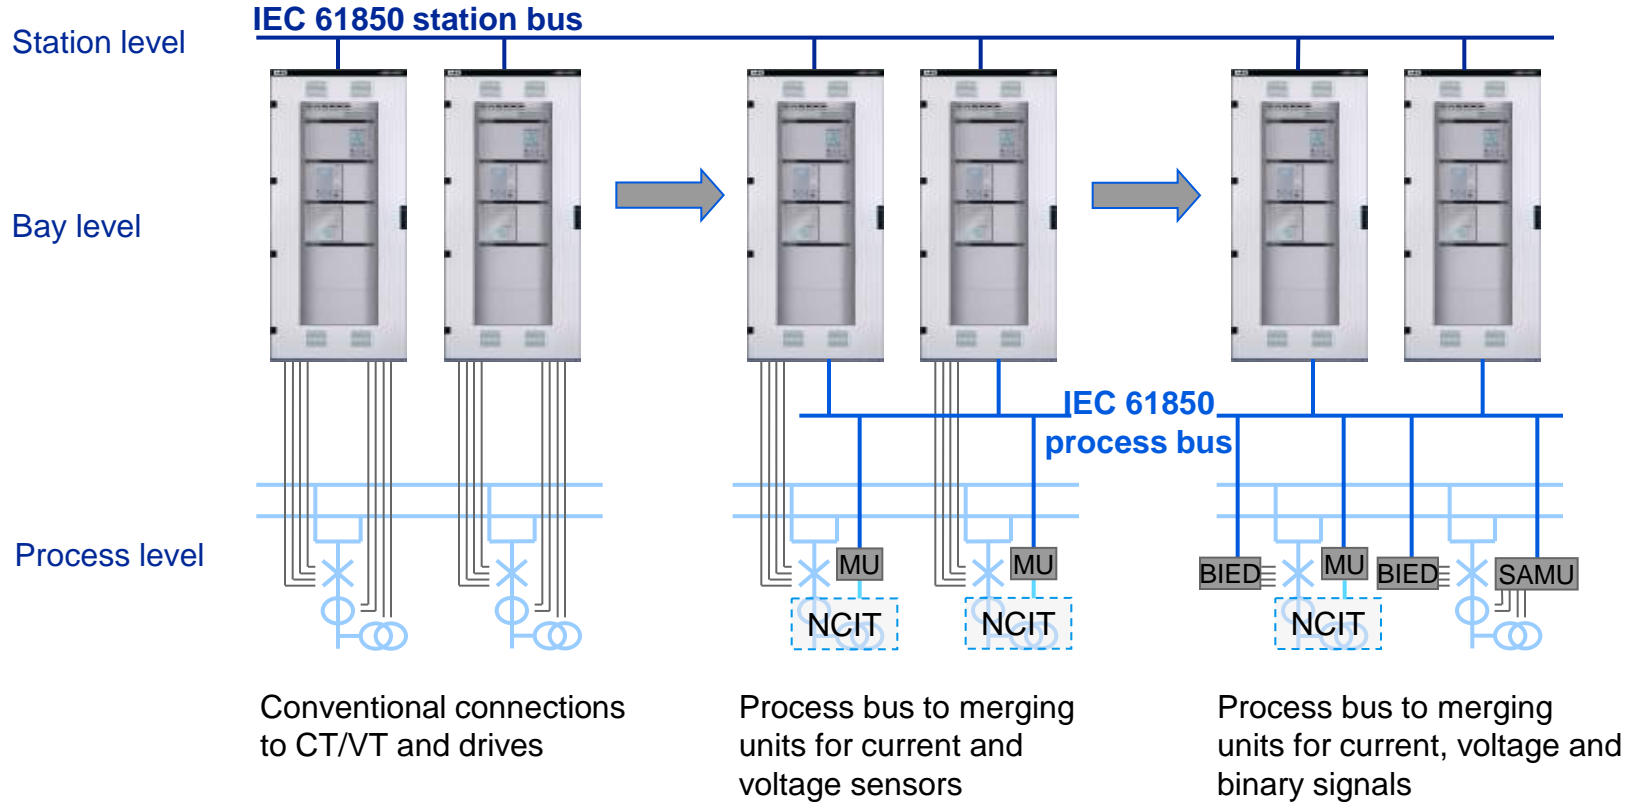 IEC 61850 station bus
Station level
Bay level
IEC 61850
process bus
Process level
MU
MU
BIED
MU
BIED
SAMU
NCIT
NCIT
NCIT
Conventional connections
to CT/VT and drives
Process bus to merging
units for current and
voltage sensors
Process bus to merging
units for current, voltage and
binary signals